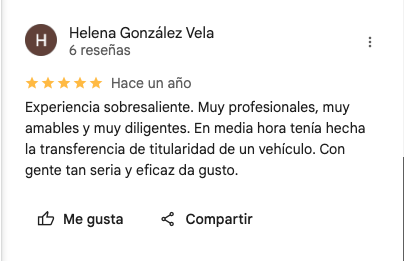 H
Helena González Vela
6 reseñas
Hace un año
Experiencia sobresaliente. Muy profesionales, muy
amables y muy diligentes. En media hora tenía hecha
la transferencia de titularidad de un vehículo. Con
gente tan seria y eficaz da gusto.
Me gusta
Compartir